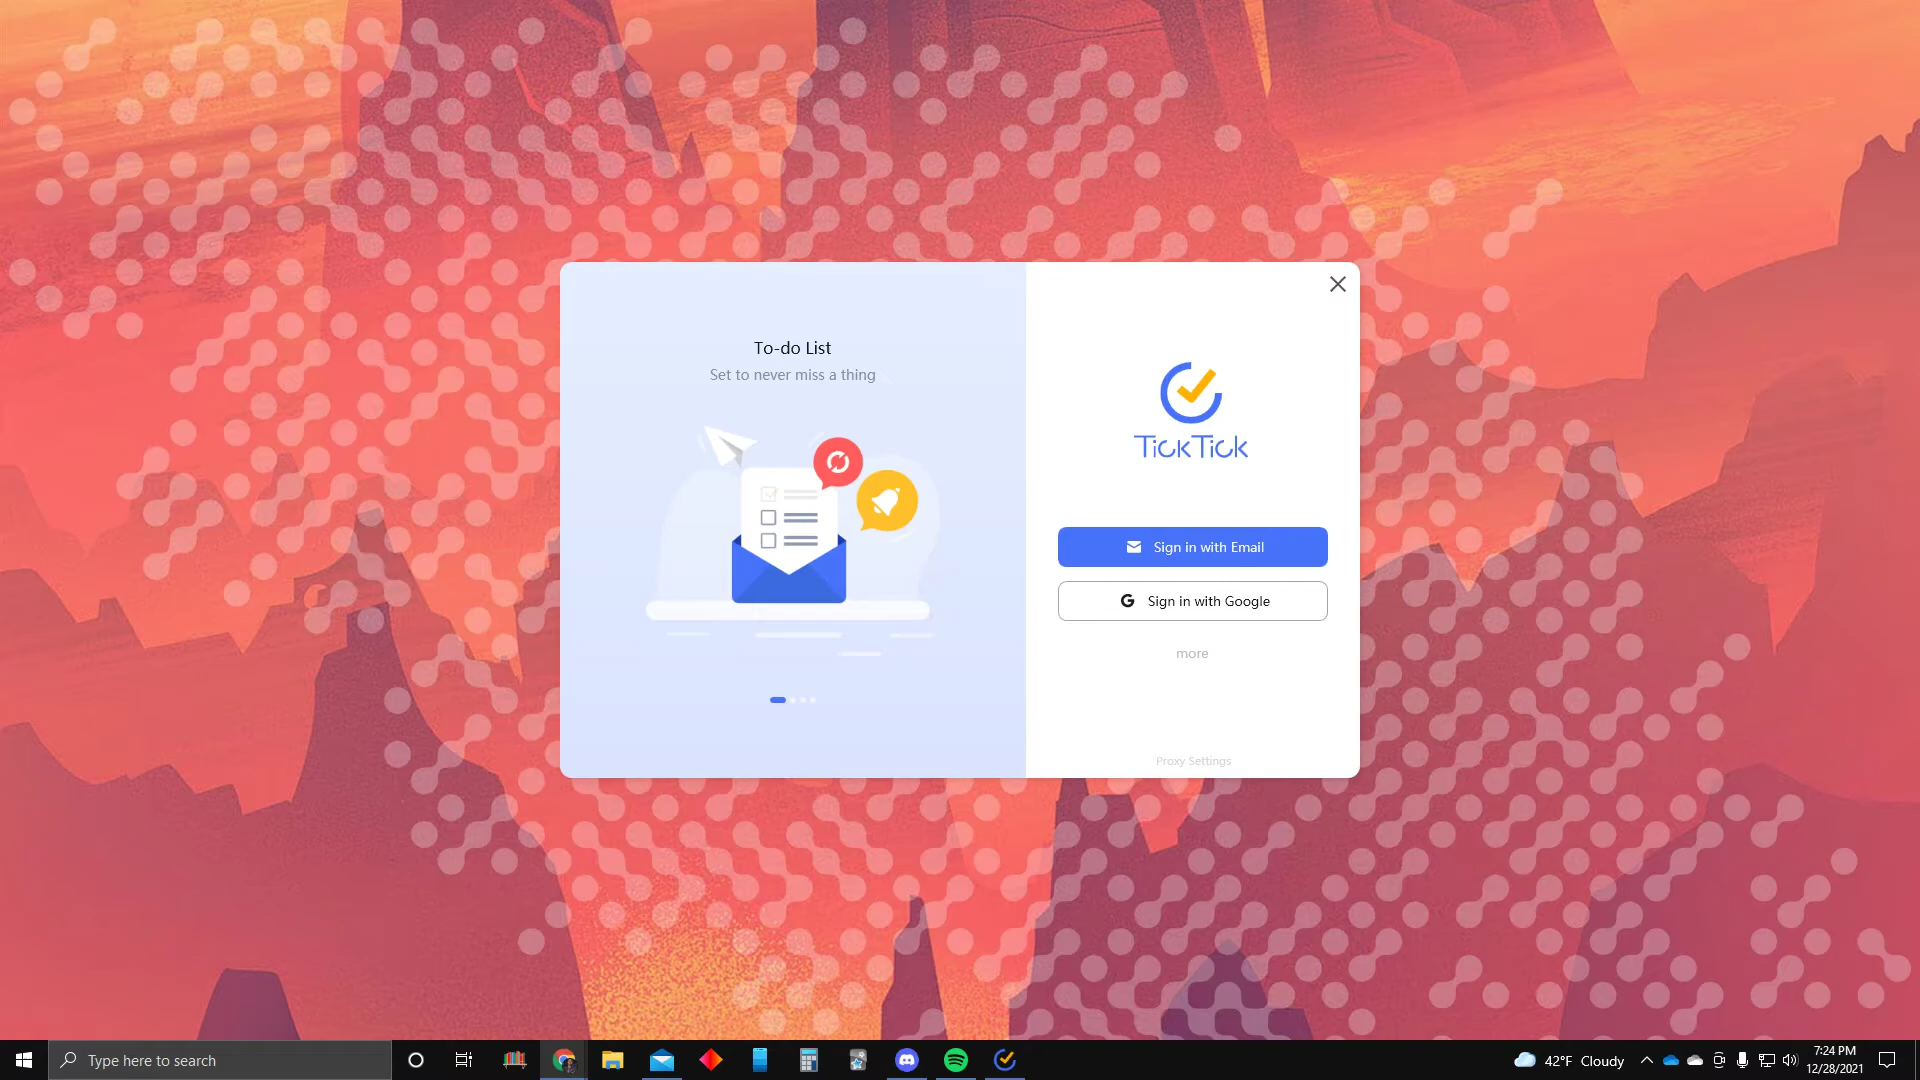 To-do List
Set to never miss a thing
TickTick
Sign in with Email
Sign in with Google
more
Proxy Settings
Type here to search
42°F Cloudy
7:24 PM
12/28/2021